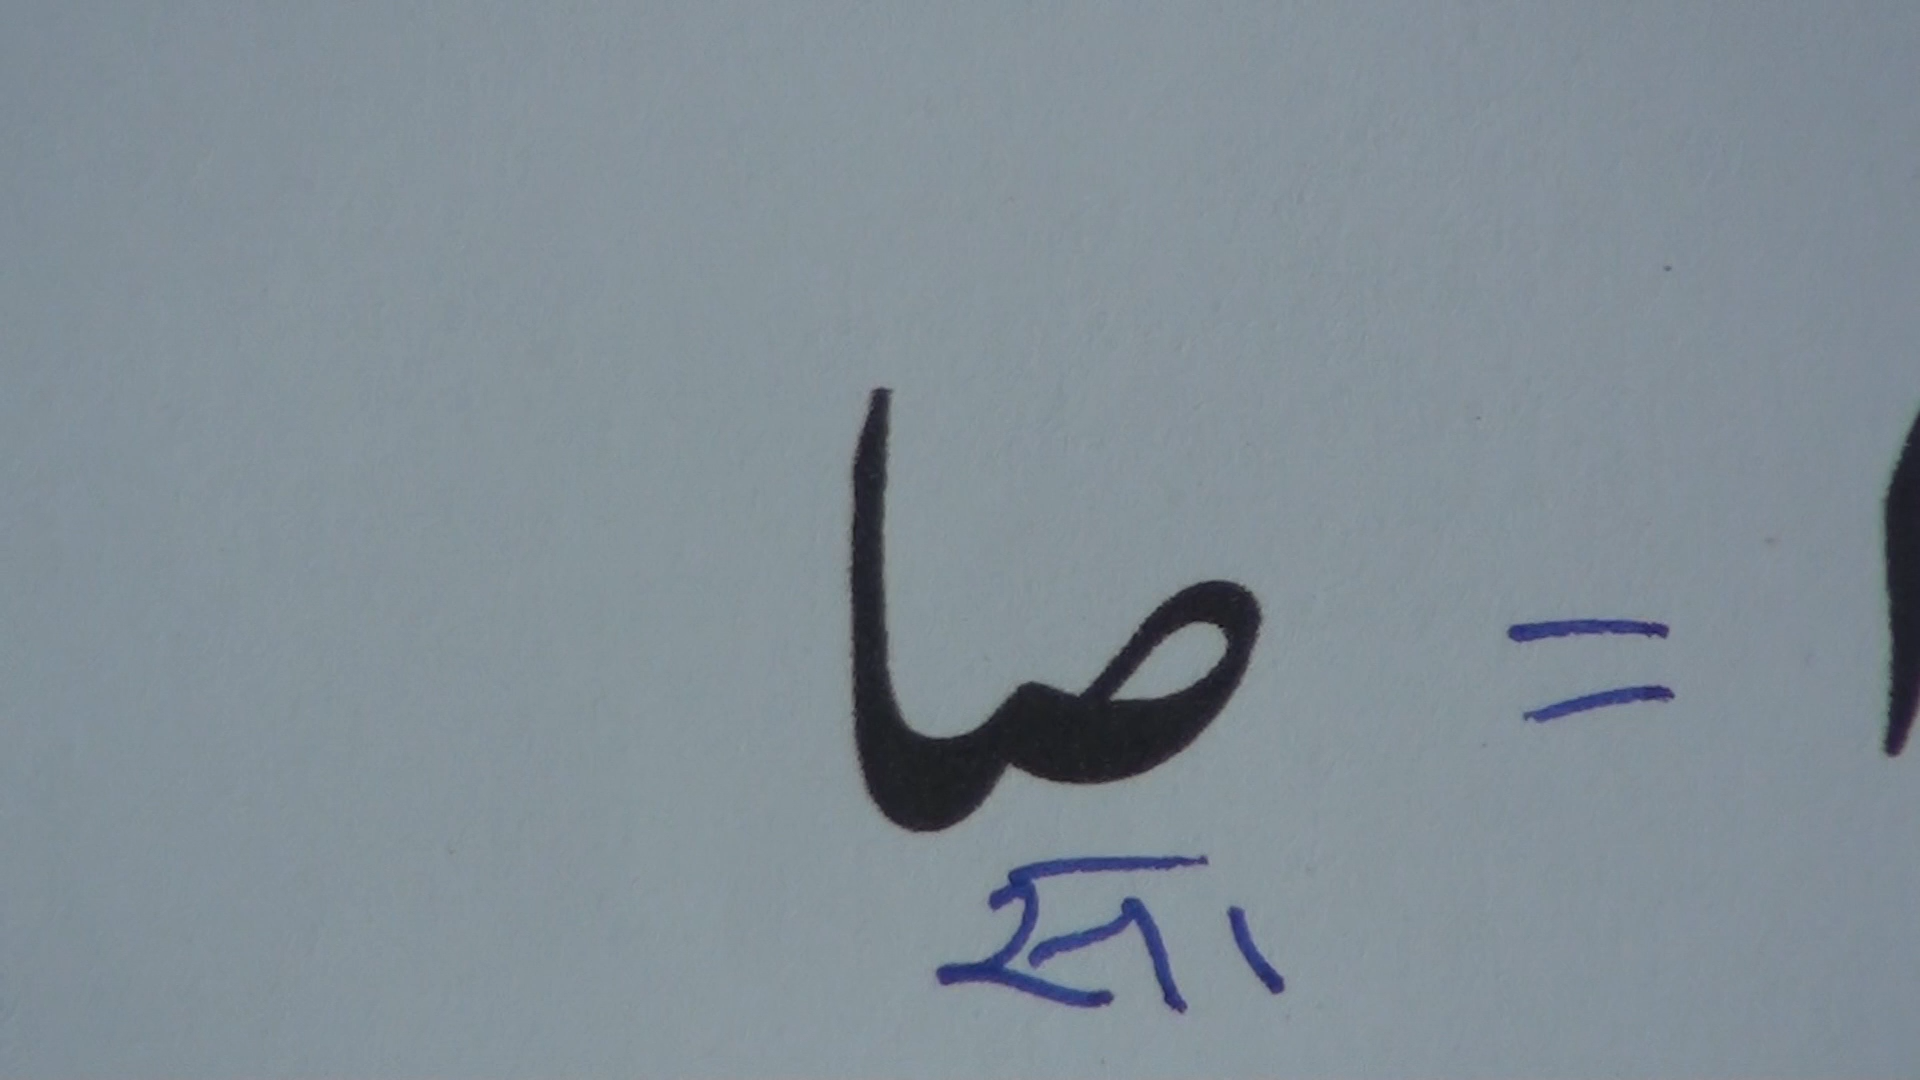 صا =
सा